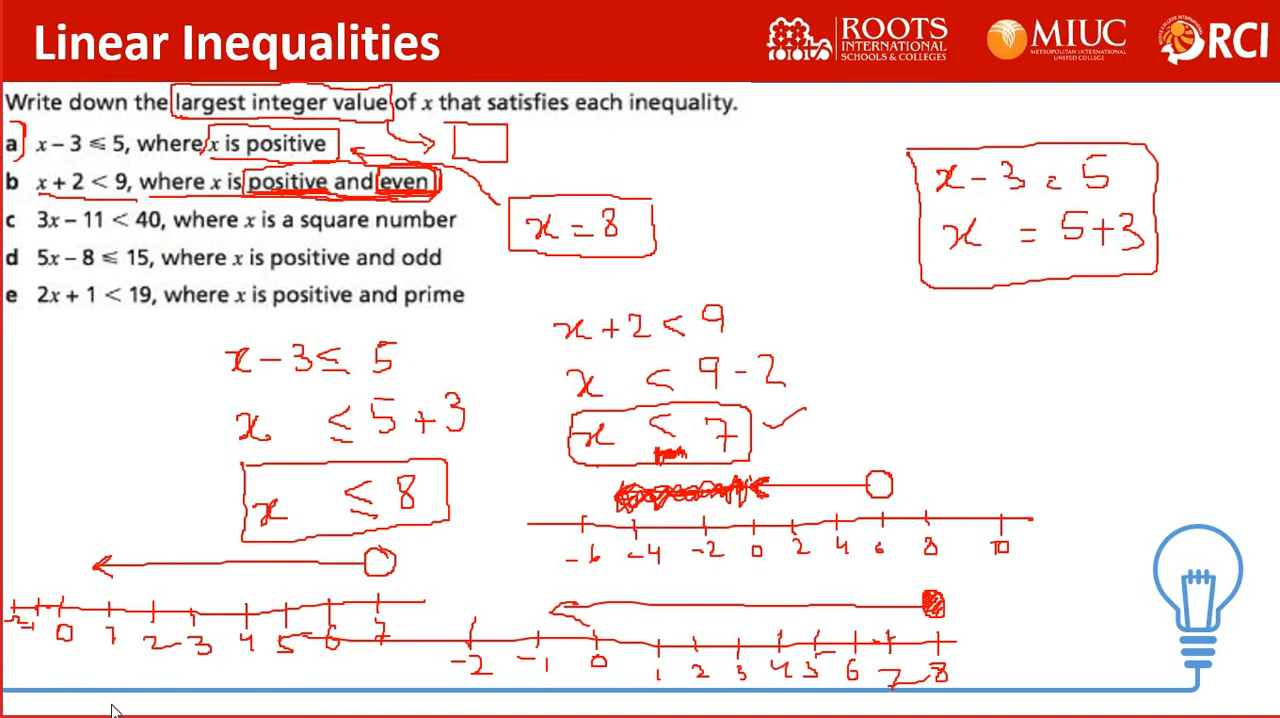 Linear Inequalities
ROOTS
INTERNATIONAL
SCHOOLS & COLLEGES
MIUC
METROPOLITAN INTERNATIONAL
UNITED COLLEGE
RCI
Write down the largest integer value of x that satisfies each inequality.
a x − 3 ⩽ 5, where x is positive
b x + 2 < 9, where x is positive and even
c 3x − 11 < 40, where x is a square number
d 5x − 8 ⩽ 15, where x is positive and odd
e 2x + 1 < 19, where x is positive and prime
x = 8
x - 3 = 5
x = 5+3
x - 3 ≤ 5
x ≤ 5 + 3
x ≤ 8
x + 2 < 9
x < 9 - 2
x < 7
-6 -4 -2 0 2 4 6 8 10
0 1 2 3 4 5 6 7
-2 -1 0 1 2 3 4 5 6 7 8